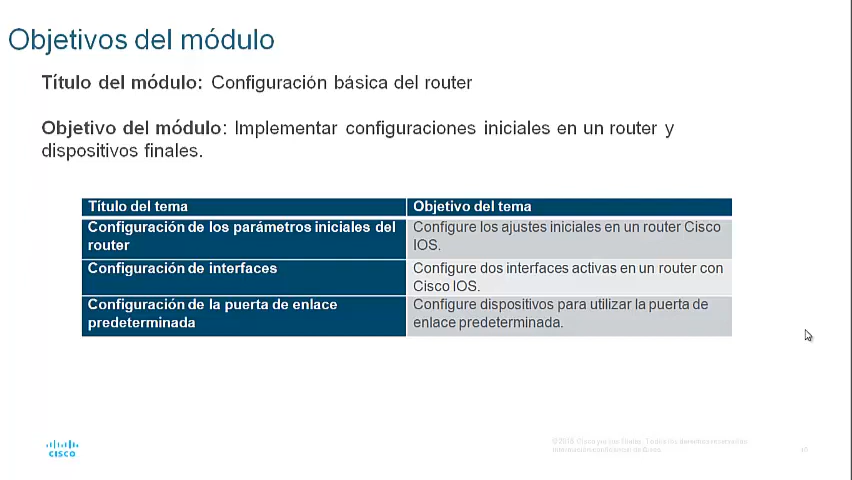 Objetivos del módulo
Título del módulo: Configuración básica del router
Objetivo del módulo: Implementar configuraciones iniciales en un router y
dispositivos finales.
Título del tema
Objetivo del tema
Configuración de los parámetros iniciales del
router
Configure los ajustes iniciales en un router Cisco
IOS.
Configuración de interfaces
Configure dos interfaces activas en un router con
Cisco IOS.
Configuración de la puerta de enlace
predeterminada
Configure dispositivos para utilizar la puerta de
enlace predeterminada.
CISCO